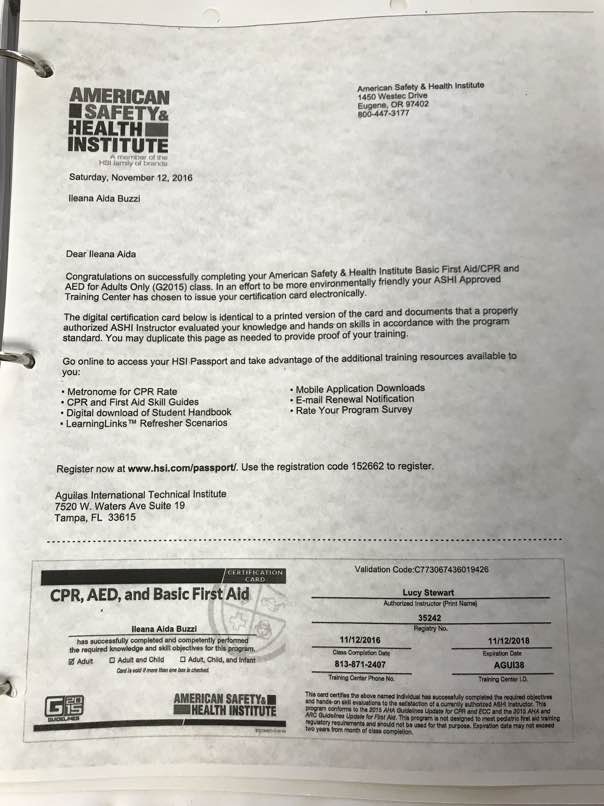 AMERICAN
SAFETY&
HEALTH
INSTITUTE
A member of the
HSI family of brands
American Safety & Health Institute
1450 Westec Drive
Eugene, OR 97402
800-447-3177
Saturday, November 12, 2016
Ileana Aida Buzzi
Dear Ileana Aida
Congratulations on successfully completing your American Safety & Health Institute Basic First Aid/CPR and
AED for Adults Only (G2015) class. In an effort to be more environmentally friendly your ASHI Approved
Training Center has chosen to issue your certification card electronically.
The digital certification card below is identical to a printed version of the card and documents that a properly
authorized ASHI Instructor evaluated your knowledge and hands on skills in accordance with the program
standard. You may duplicate this page as needed to provide proof of your training.
Go online to access your HSI Passport and take advantage of the additional training resources available to
you:
• Metronome for CPR Rate
• CPR and First Aid Skill Guides
• Digital download of Student Handbook
• LearningLinks™ Refresher Scenarios
• Mobile Application Downloads
• E-mail Renewal Notification
• Rate Your Program Survey
Register now at www.hsi.com/passport/. Use the registration code 152662 to register.
Aguilas International Technical Institute
7520 W. Waters Ave Suite 19
Tampa, FL 33615
CERTIFICATION
CARD
CPR, AED, and Basic First Aid
Ileana Aida Buzzi
has successfully completed and competently performed
the required knowledge and skill objectives for this program.
Adult Adult and Child Adult, Child, and Infant
Card is void if more than one box is checked.
G2015
GUIDELINES
AMERICAN SAFETY&
HEALTH INSTITUTE
Validation Code:C773067436019426
Lucy Stewart
Authorized Instructor (Print Name)
35242
Registry No.
11/12/2016 11/12/2018
Class Completion Date Expiration Date
813-871-2407 AGUI38
Training Center Phone No. Training Center I.D.
This card certifies the above named individual has successfully completed the required objectives
and hands-on skill evaluations to the satisfaction of a currently authorized ASHI Instructor. This
program conforms to the 2015 AHA Guidelines Update for CPR and ECC and the 2015 AHA and
ARC Guidelines Update for First Aid. This program is not designed to meet pediatric first aid training
regulatory requirements and should not be used for that purpose. Expiration date may not exceed
two years from month of class completion.